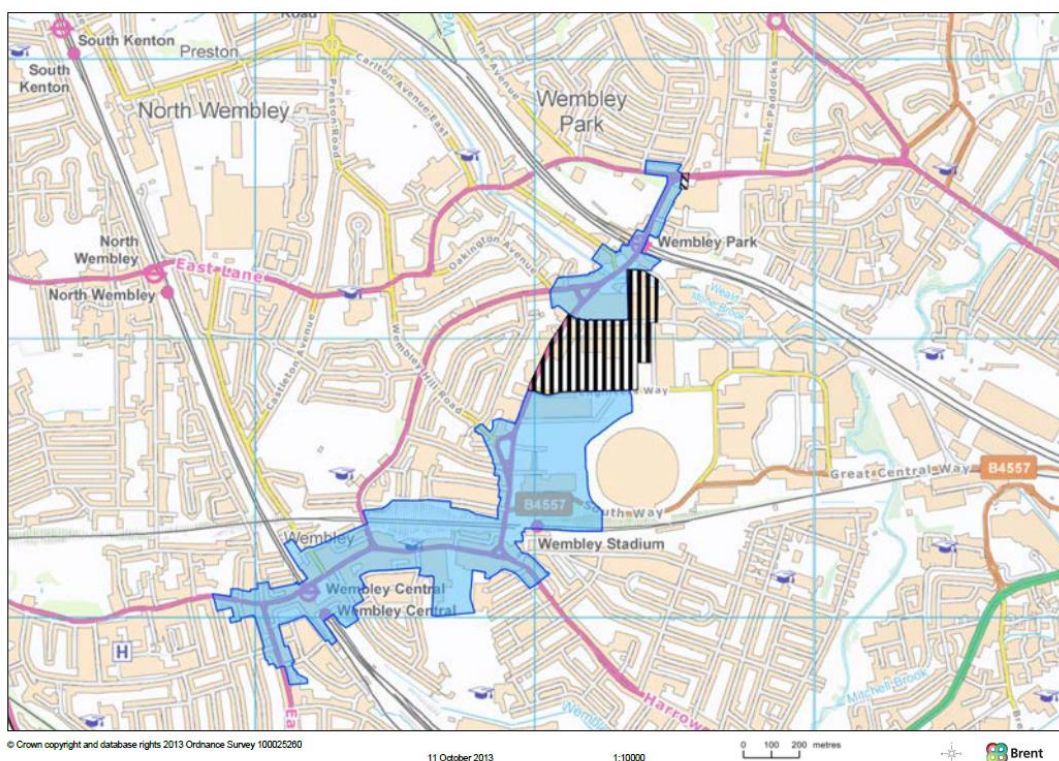 Road
South Kenton
Preston
South
Kenton
North Wembley
Carlton Avenue East
The Avenue
Preston Road
Wembley
Park
The Paddocks
North
Wembley
East Lane
North Wembley
Oakington Avenue
Wembley Park
Castleton Avenue
Wembley Hill Road
Way
Great Central Way
B4557
B4557
South Way
Wembley
Wembley Stadium
Wembley Central
Wembley Central
H
Harrow
Mitchell Brook
© Crown copyright and database rights 2013 Ordnance Survey 100025260
11 October 2013
1:10000
0 100 200 metres
Brent